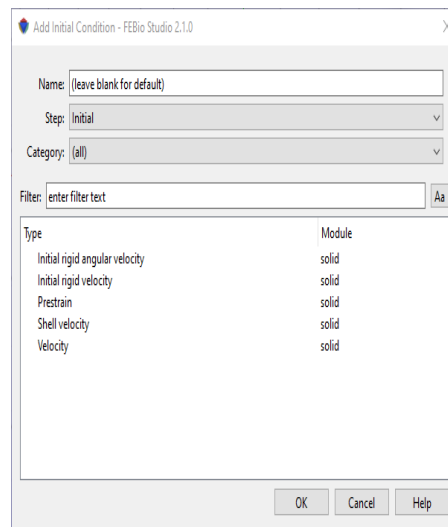 Add Initial Condition - FEBio Studio 2.1.0
Name: (leave blank for default)
Step: Initial
Category: (all)
Filter: enter filter text Aa
Type Module
Initial rigid angular velocity solid
Initial rigid velocity solid
Prestrain solid
Shell velocity solid
Velocity solid
OK Cancel Help